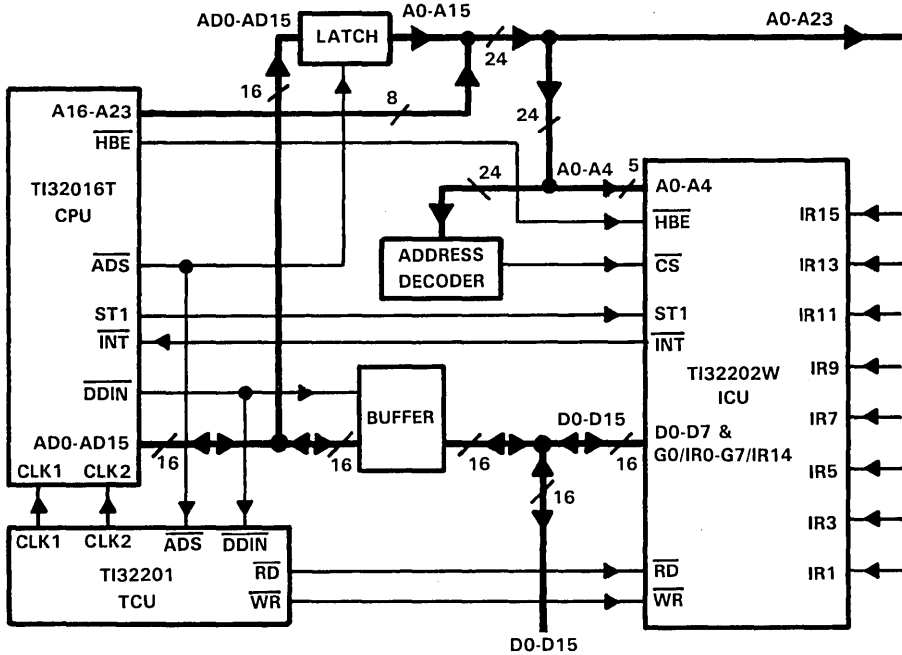 AD0-AD15
LATCH
A0-A15
A0-A23
24
16
8
24
A16-A23
HBE
TI32016T
CPU
ADS
ST1
INT
DDIN
AD0-AD15
CLK1
CLK2
24
A0-A4
5
ADDRESS
DECODER
BUFFER
16
16
16
D0-D15
16
16
D0-D15
A0-A4
HBE
CS
ST1
INT
TI32202W
ICU
D0-D7 &
G0/IR0-G7/IR14
RD
WR
IR15
IR13
IR11
IR9
IR7
IR5
IR3
IR1
CLK1
CLK2
ADS
DDIN
TI32201
TCU
RD
WR